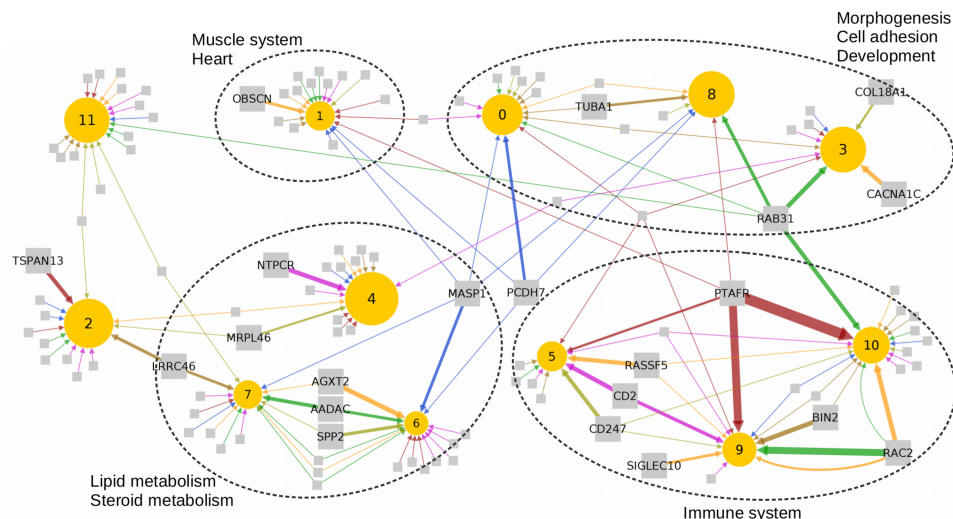 Morphogenesis
Cell adhesion
Development
Muscle system
Heart
OBSCN
COL18A1
TUBA1
8
0
1
11
3
CACNA1C
RAB31
TSPAN13
NTPCR
MASP1
PCDH7
PTAFR
4
2
MRPL46
10
5
LRRC46
RASSF5
AGXT2
7
CD2
AADAC
BIN2
6
CD247
SPP2
9
RAC2
SIGLEC10
Lipid metabolism
Steroid metabolism
Immune system